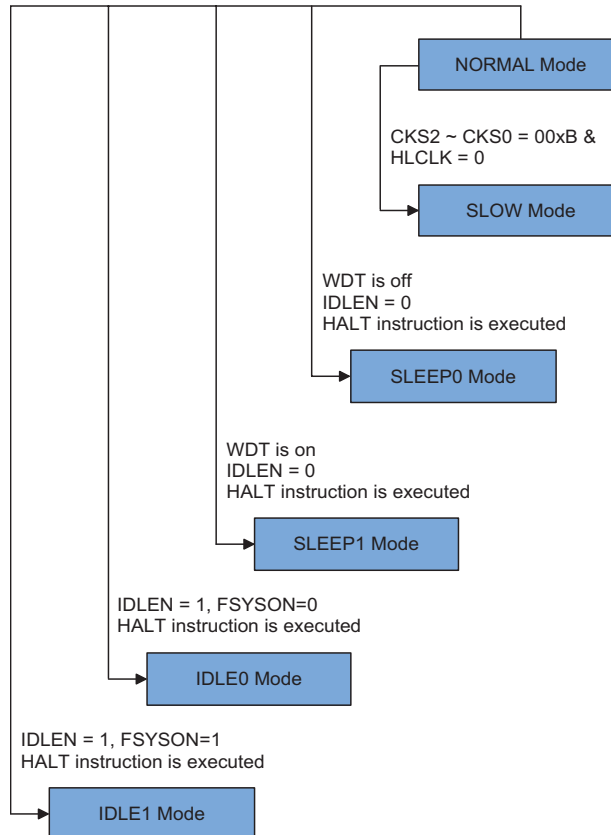 NORMAL Mode
CKS2 ~ CKS0 = 00xB &
HLCLK = 0
SLOW Mode
WDT is off
IDLEN = 0
HALT instruction is executed
SLEEP0 Mode
WDT is on
IDLEN = 0
HALT instruction is executed
SLEEP1 Mode
IDLEN = 1, FSYSON=0
HALT instruction is executed
IDLE0 Mode
IDLEN = 1, FSYSON=1
HALT instruction is executed
IDLE1 Mode